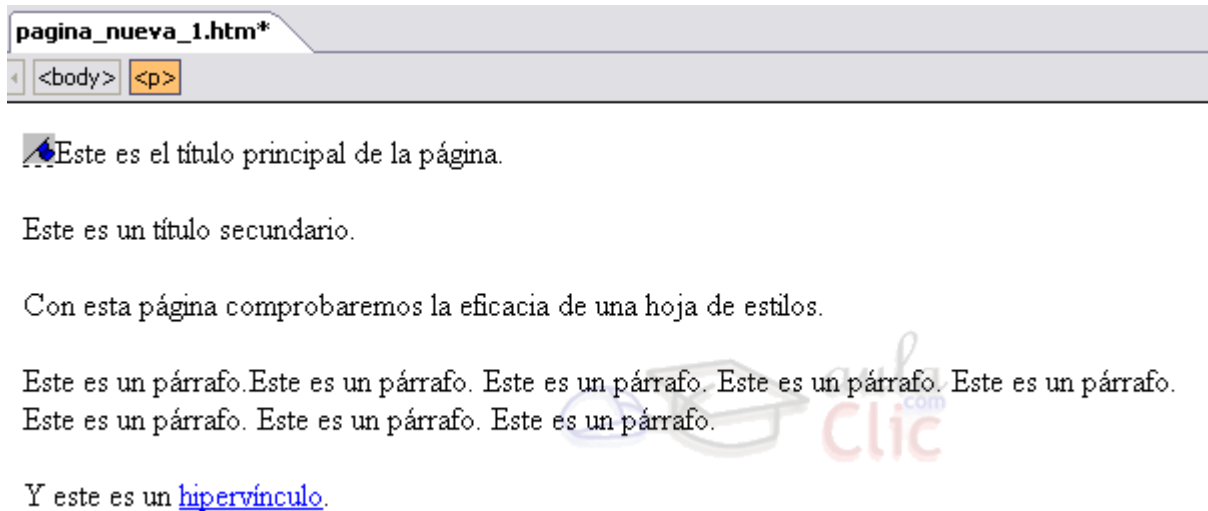 pagina_nueva_1.htm*
<body> <p>
Este es el título principal de la página.
Este es un título secundario.
Con esta página comprobaremos la eficacia de una hoja de estilos.
Este es un párrafo.Este es un párrafo. Este es un párrafo. Este es un párrafo. Este es un párrafo.
Este es un párrafo. Este es un párrafo. Este es un párrafo.
aula
.com
Clic
Y este es un hipervínculo.